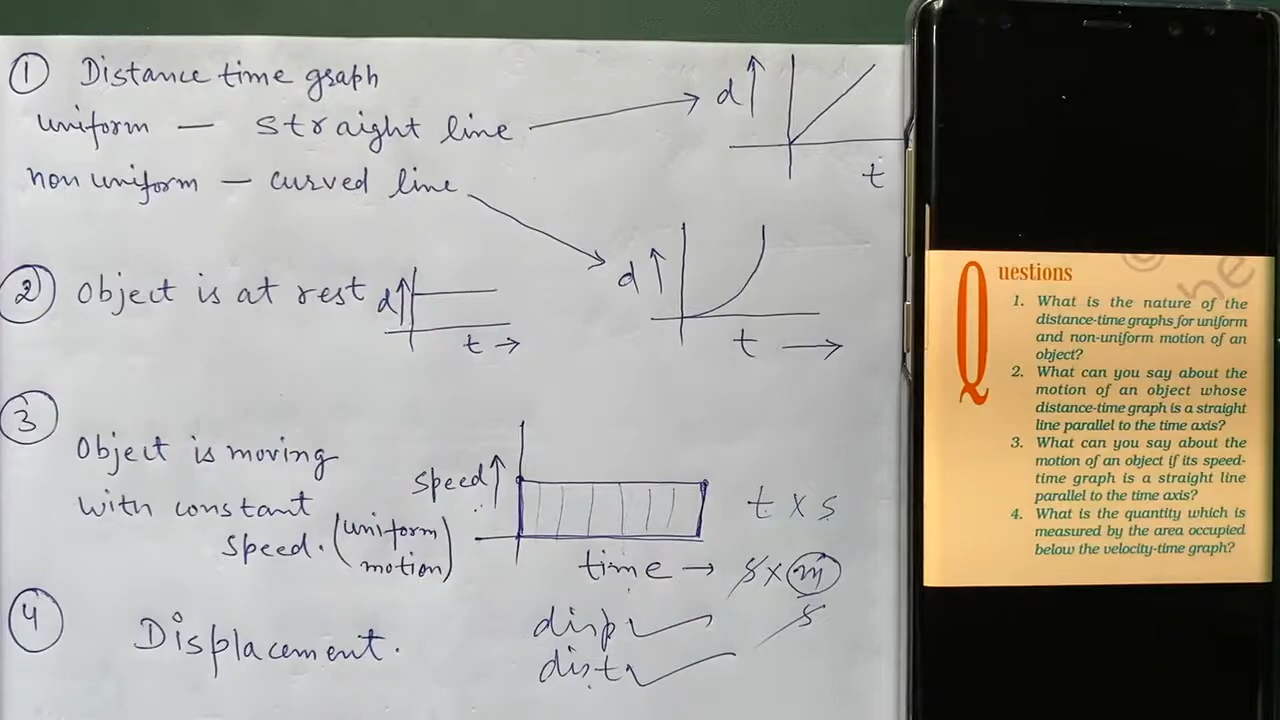 ① Distance time graph
uniform — straight line
non uniform — curved line
d
t
d
t
② Object is at rest
d
t
③
Object is moving
with constant
speed. (uniform
motion)
speed
time
t x s
s x m
s
④ Displacement.
displ
dist
Questions
1. What is the nature of the
distance-time graphs for uniform
and non-uniform motion of an
object?
2. What can you say about the
motion of an object whose
distance-time graph is a straight
line parallel to the time axis?
3. What can you say about the
motion of an object if its speed-
time graph is a straight line
parallel to the time axis?
4. What is the quantity which is
measured by the area occupied
below the velocity-time graph?
©
he